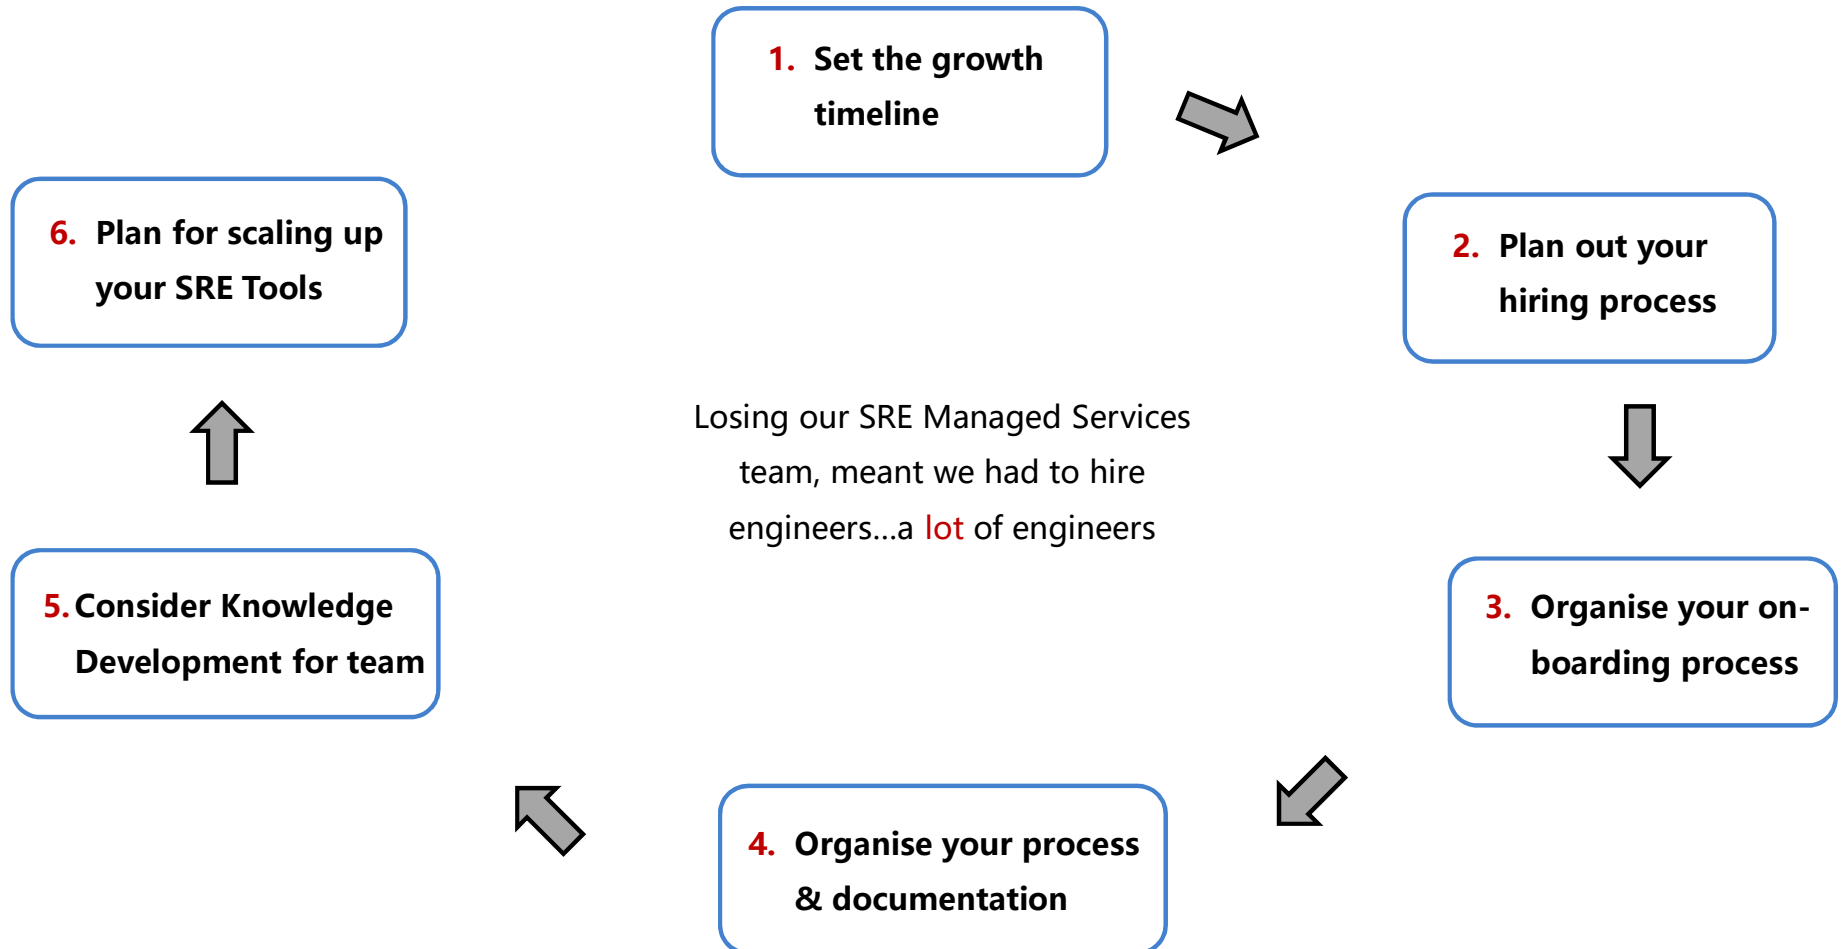 1. Set the growth
timeline
2. Plan out your
hiring process
3. Organise your on-
boarding process
4. Organise your process
& documentation
5. Consider Knowledge
Development for team
6. Plan for scaling up
your SRE Tools
Losing our SRE Managed Services
team, meant we had to hire
engineers...a lot of engineers